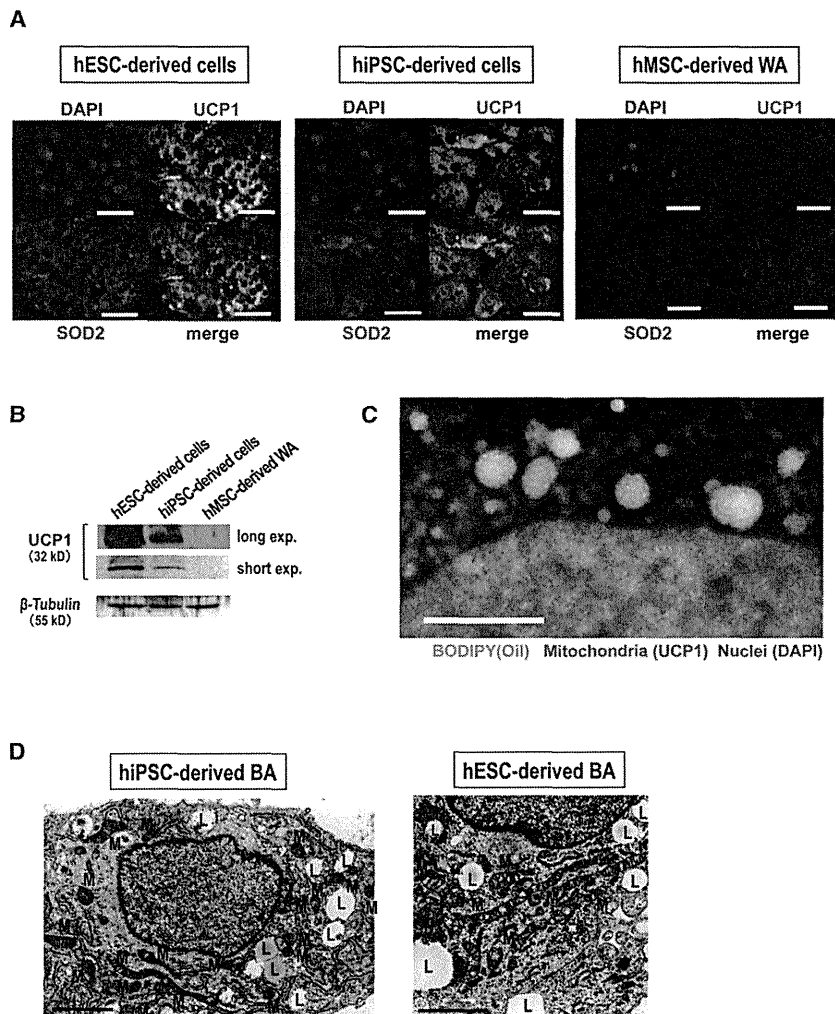 A
hESC-derived cells
hiPSC-derived cells
hMSC-derived WA
DAPI UCP1
DAPI UCP1
DAPI UCP1
SOD2 merge
SOD2 merge
SOD2 merge
B
hESC-derived cells
hiPSC-derived cells
hMSC-derived WA
UCP1
(32 kD)
long exp.
short exp.
β-Tubulin
(55 kD)
C
BODIPY(Oil) Mitochondria (UCP1) Nuclei (DAPI)
D
hiPSC-derived BA
hESC-derived BA
L
L
L
L
L
L
L
L
L
M
M
M
M
M
M
L
L
L
L
L
L